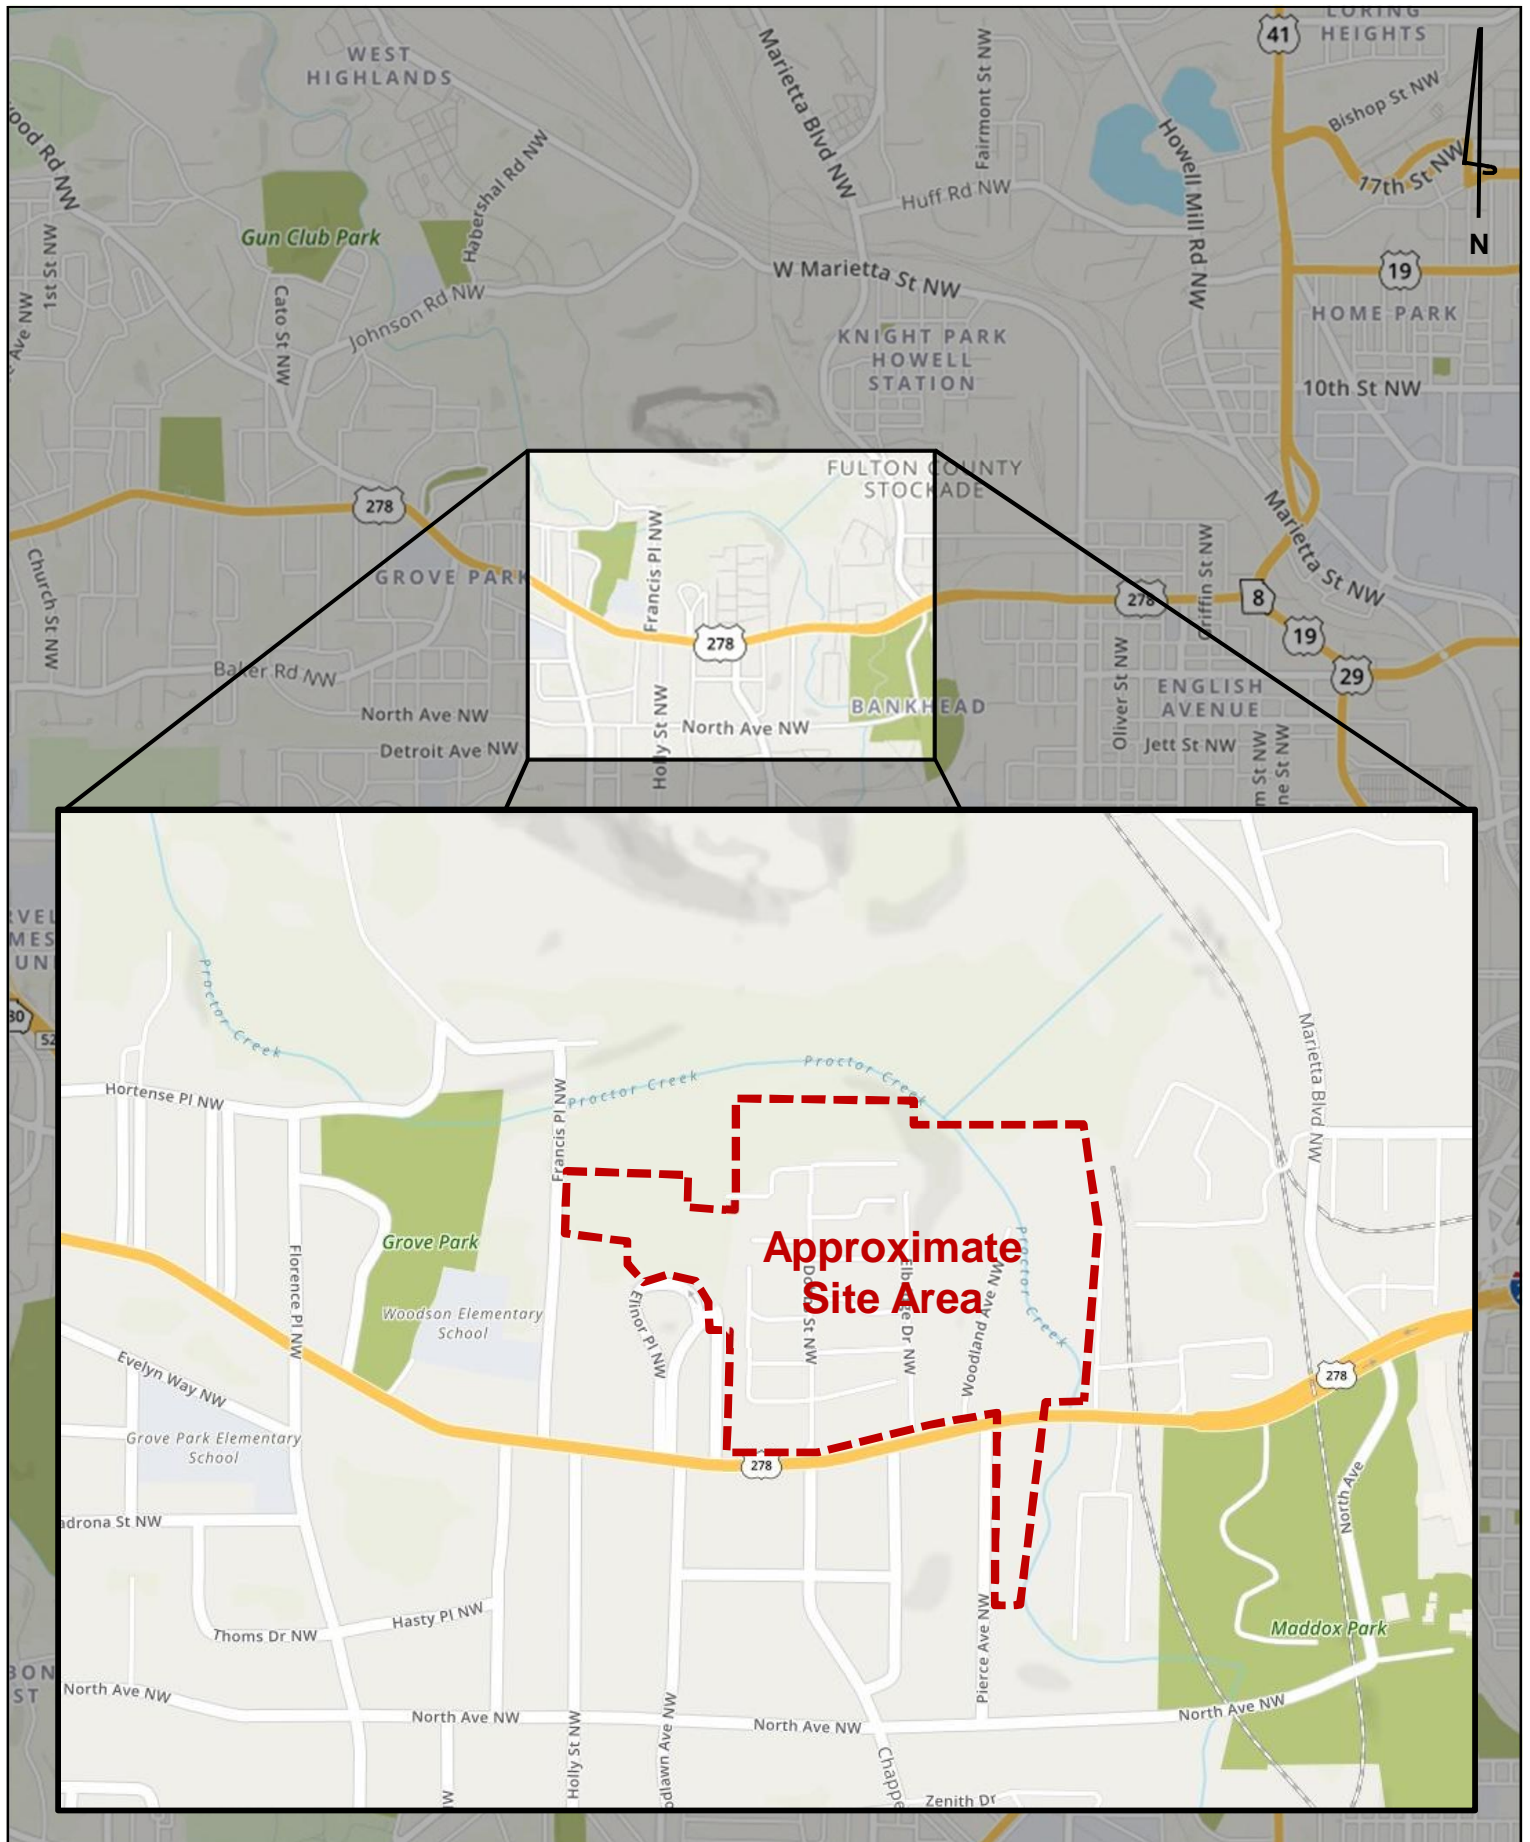 LORING
HEIGHTS
41
WEST
HIGHLANDS
Marietta Blvd NW
Fairmont St NW
Bishop St NW
Howell Mill Rd NW
17th St NW
Habershal Rd NW
Huff Rd NW
Gun Club Park
1st St NW
N
W Marietta St NW
19
Cato St NW
Johnson Rd NW
HOME PARK
KNIGHT PARK
HOWELL
STATION
10th St NW
FULTON COUNTY
STOCKADE
278
Marietta St NW
Church St NW
GROVE PARK
Francis Pl NW
278
Griffin St NW
8
278
19
Baker Rd NW
29
ENGLISH
AVENUE
Oliver St NW
BANKHEAD
North Ave NW
Holly St NW
North Ave NW
Detroit Ave NW
Jett St NW
Proctor Creek
Marietta Blvd NW
Hortense Pl NW
Francis Pl NW
Proctor Creek
Proctor Creek
Grove Park
Florence Pl NW
Approximate
Site Area
Proctor Creek
Woodson Elementary
School
Elinor Pl NW
Woodland Ave NW
Evelyn Way NW
278
Grove Park Elementary
School
278
North Ave
Hasty Pl NW
Thoms Dr NW
Pierce Ave NW
Maddox Park
North Ave NW
North Ave NW
Holly St NW
North Ave NW
North Ave NW
Zenith Dr